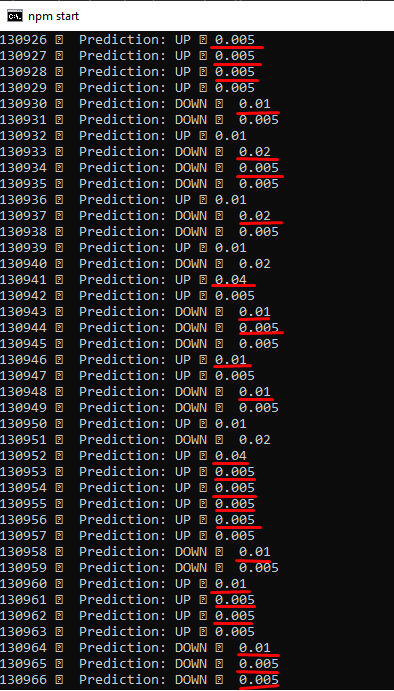 npm start
130926 ⍰ Prediction: UP ⍰ 0.005
130927 ⍰ Prediction: UP ⍰ 0.005
130928 ⍰ Prediction: UP ⍰ 0.005
130929 ⍰ Prediction: UP ⍰ 0.005
130930 ⍰ Prediction: DOWN ⍰ 0.01
130931 ⍰ Prediction: DOWN ⍰ 0.005
130932 ⍰ Prediction: UP ⍰ 0.01
130933 ⍰ Prediction: DOWN ⍰ 0.02
130934 ⍰ Prediction: DOWN ⍰ 0.005
130935 ⍰ Prediction: DOWN ⍰ 0.005
130936 ⍰ Prediction: UP ⍰ 0.01
130937 ⍰ Prediction: DOWN ⍰ 0.02
130938 ⍰ Prediction: DOWN ⍰ 0.005
130939 ⍰ Prediction: UP ⍰ 0.01
130940 ⍰ Prediction: DOWN ⍰ 0.02
130941 ⍰ Prediction: UP ⍰ 0.04
130942 ⍰ Prediction: UP ⍰ 0.005
130943 ⍰ Prediction: DOWN ⍰ 0.01
130944 ⍰ Prediction: DOWN ⍰ 0.005
130945 ⍰ Prediction: DOWN ⍰ 0.005
130946 ⍰ Prediction: UP ⍰ 0.01
130947 ⍰ Prediction: UP ⍰ 0.005
130948 ⍰ Prediction: DOWN ⍰ 0.01
130949 ⍰ Prediction: DOWN ⍰ 0.005
130950 ⍰ Prediction: UP ⍰ 0.01
130951 ⍰ Prediction: DOWN ⍰ 0.02
130952 ⍰ Prediction: UP ⍰ 0.04
130953 ⍰ Prediction: UP ⍰ 0.005
130954 ⍰ Prediction: UP ⍰ 0.005
130955 ⍰ Prediction: UP ⍰ 0.005
130956 ⍰ Prediction: UP ⍰ 0.005
130957 ⍰ Prediction: UP ⍰ 0.005
130958 ⍰ Prediction: DOWN ⍰ 0.01
130959 ⍰ Prediction: DOWN ⍰ 0.005
130960 ⍰ Prediction: UP ⍰ 0.01
130961 ⍰ Prediction: UP ⍰ 0.005
130962 ⍰ Prediction: UP ⍰ 0.005
130963 ⍰ Prediction: UP ⍰ 0.005
130964 ⍰ Prediction: DOWN ⍰ 0.01
130965 ⍰ Prediction: DOWN ⍰ 0.005
130966 ⍰ Prediction: DOWN ⍰ 0.005